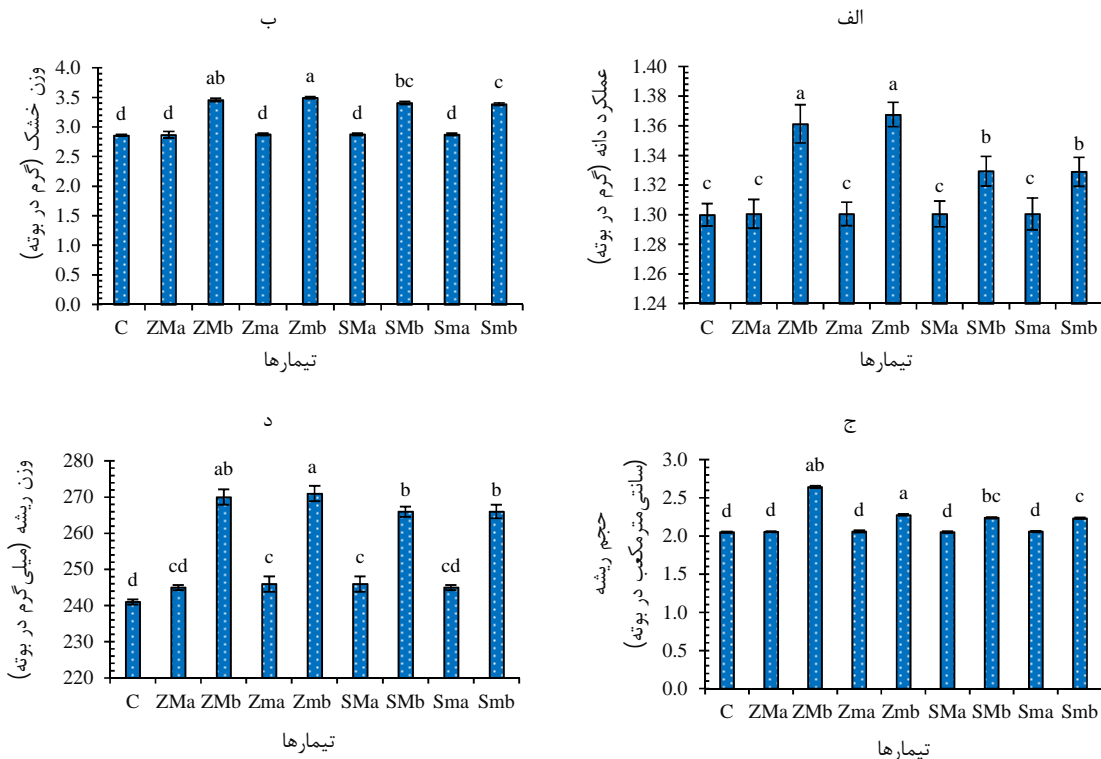 الف
عملکرد دانه (گرم در بوته)
1.40
1.38
1.36
1.34
1.32
1.30
1.28
1.26
1.24
c c a c a c b c b
C ZMa ZMb Zma Zmb SMa SMb Sma Smb
تیمارها
ب
وزن خشک (گرم در بوته)
4.0
3.5
3.0
2.5
2.0
1.5
1.0
0.5
0.0
d d ab d a d bc d c
C ZMa ZMb Zma Zmb SMa SMb Sma Smb
تیمارها
ج
حجم ریشه
(سانتی‌مترمکعب در بوته)
3.0
2.5
2.0
1.5
1.0
0.5
0.0
d d ab d a d bc d c
C ZMa ZMb Zma Zmb SMa SMb Sma Smb
تیمارها
د
وزن ریشه (میلی گرم در بوته)
280
270
260
250
240
230
220
d cd ab c a c b cd b
C ZMa ZMb Zma Zmb SMa SMb Sma Smb
تیمارها